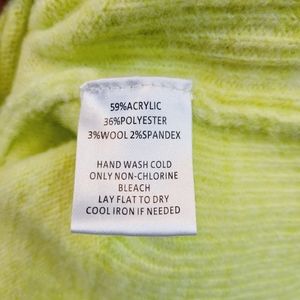 59%ACRYLIC
36%POLYESTER
3%WOOL 2%SPANDEX
HAND WASH COLD
ONLY NON-CHLORINE
BLEACH
LAY FLAT TO DRY
COOL IRON IF NEEDED